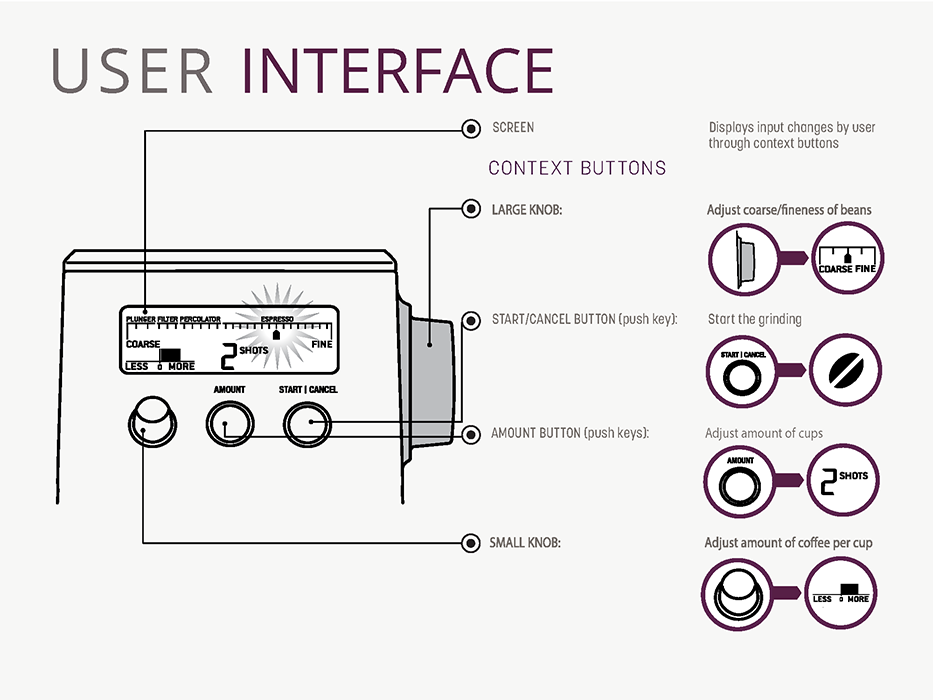 USER INTERFACE
SCREEN
Displays input changes by user
through context buttons
CONTEXT BUTTONS
LARGE KNOB:
Adjust coarse/fineness of beans
COARSE FINE
START/CANCEL BUTTON (push key):
Start the grinding
START | CANCEL
AMOUNT BUTTON (push keys):
Adjust amount of cups
AMOUNT
2 SHOTS
SMALL KNOB:
Adjust amount of coffee per cup
LESS 0 MORE
PLUNGER FILTER PERCOLATOR ESPRESSO
COARSE FINE
2 SHOTS
LESS 0 MORE
AMOUNT START | CANCEL